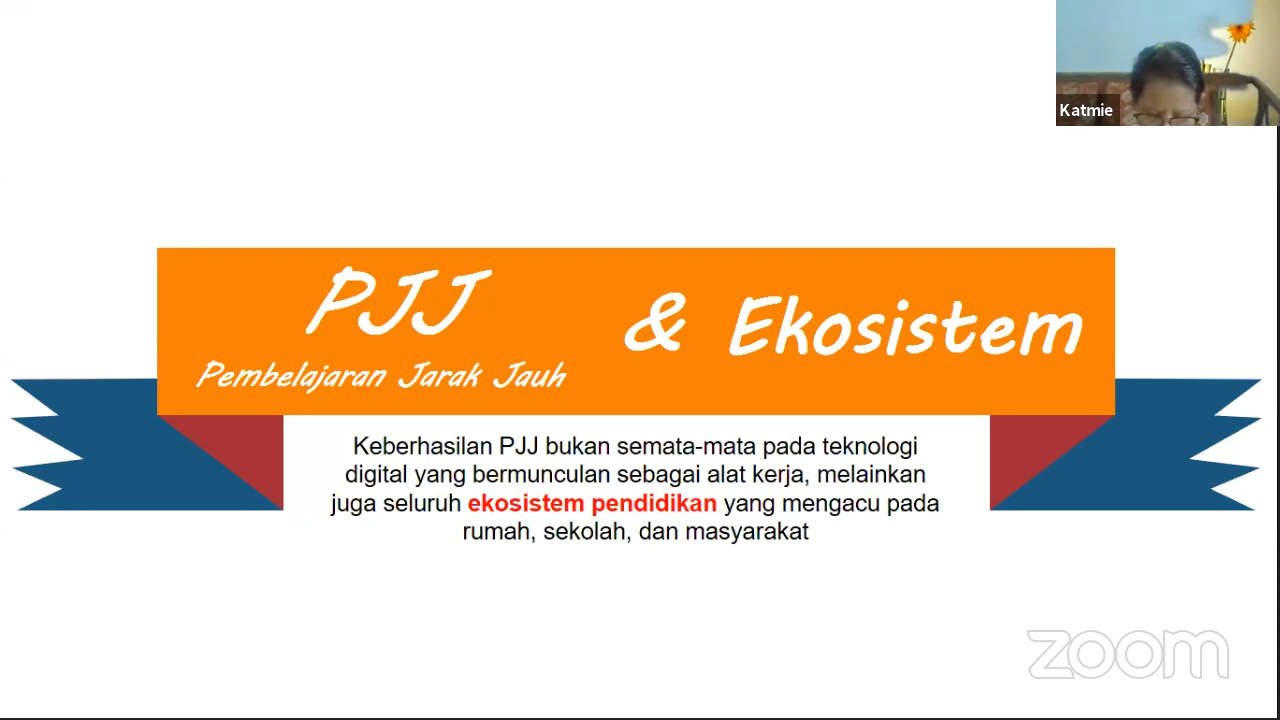 Katmie
PJJ
Pembelajaran Jarak Jauh
& Ekosistem
Keberhasilan PJJ bukan semata-mata pada teknologi
digital yang bermunculan sebagai alat kerja, melainkan
juga seluruh ekosistem pendidikan yang mengacu pada
rumah, sekolah, dan masyarakat
zoom